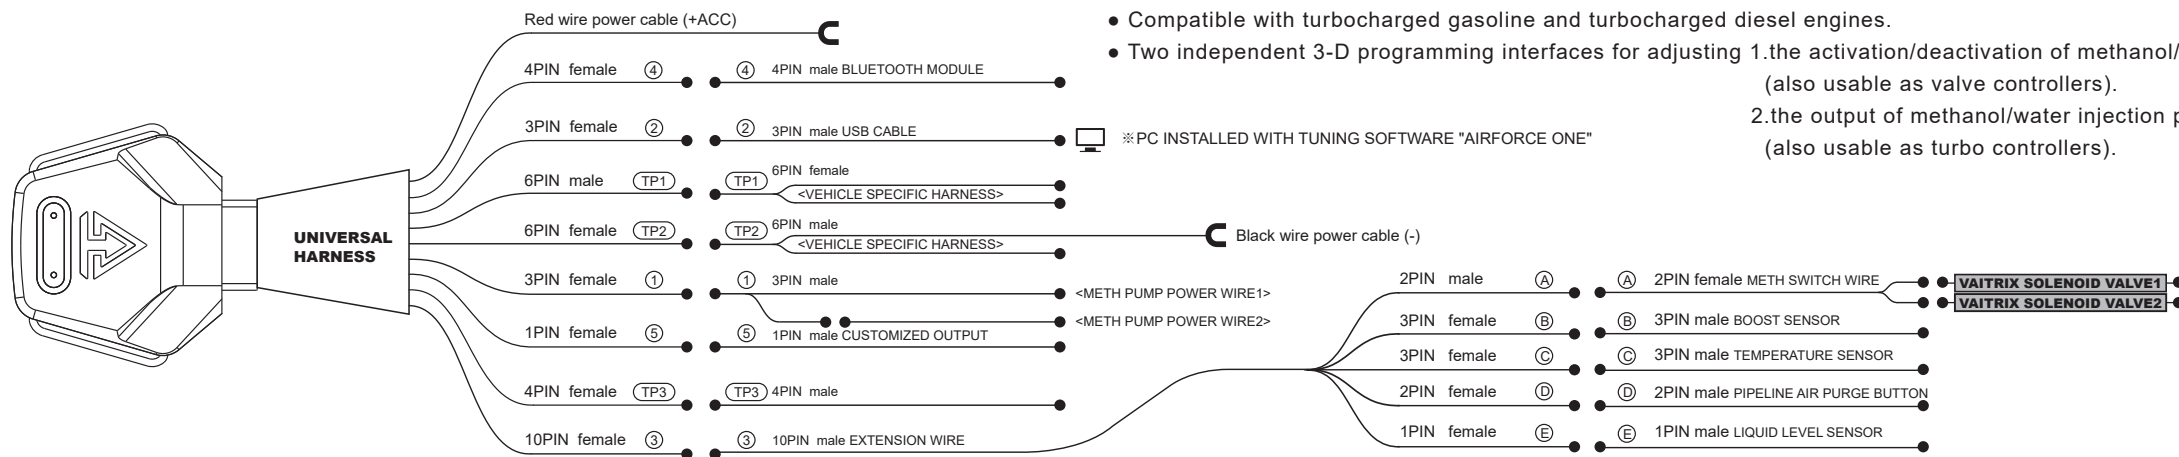 Red wire power cable (+ACC)
● Compatible with turbocharged gasoline and turbocharged diesel engines.
● Two independent 3-D programming interfaces for adjusting 1.the activation/deactivation of methanol/
(also usable as valve controllers).
2.the output of methanol/water injection
(also usable as turbo controllers).
4PIN female ④ ④ 4PIN male BLUETOOTH MODULE
3PIN female ② ② 3PIN male USB CABLE
※PC INSTALLED WITH TUNING SOFTWARE "AIRFORCE ONE"
6PIN male TP1 TP1 6PIN female
<VEHICLE SPECIFIC HARNESS>
UNIVERSAL
HARNESS
6PIN female TP2 TP2 6PIN male
<VEHICLE SPECIFIC HARNESS>
Black wire power cable (-)
3PIN female ① ① 3PIN male
<METH PUMP POWER WIRE1>
<METH PUMP POWER WIRE2>
1PIN female ⑤ ⑤ 1PIN male CUSTOMIZED OUTPUT
4PIN female TP3 TP3 4PIN male
10PIN female ③ ③ 10PIN male EXTENSION WIRE
2PIN male Ⓐ Ⓐ 2PIN female METH SWITCH WIRE
VAITRIX SOLENOID VALVE1
VAITRIX SOLENOID VALVE2
3PIN female Ⓑ Ⓑ 3PIN male BOOST SENSOR
3PIN female Ⓒ Ⓒ 3PIN male TEMPERATURE SENSOR
2PIN female Ⓓ Ⓓ 2PIN male PIPELINE AIR PURGE BUTTON
1PIN female Ⓔ Ⓔ 1PIN male LIQUID LEVEL SENSOR